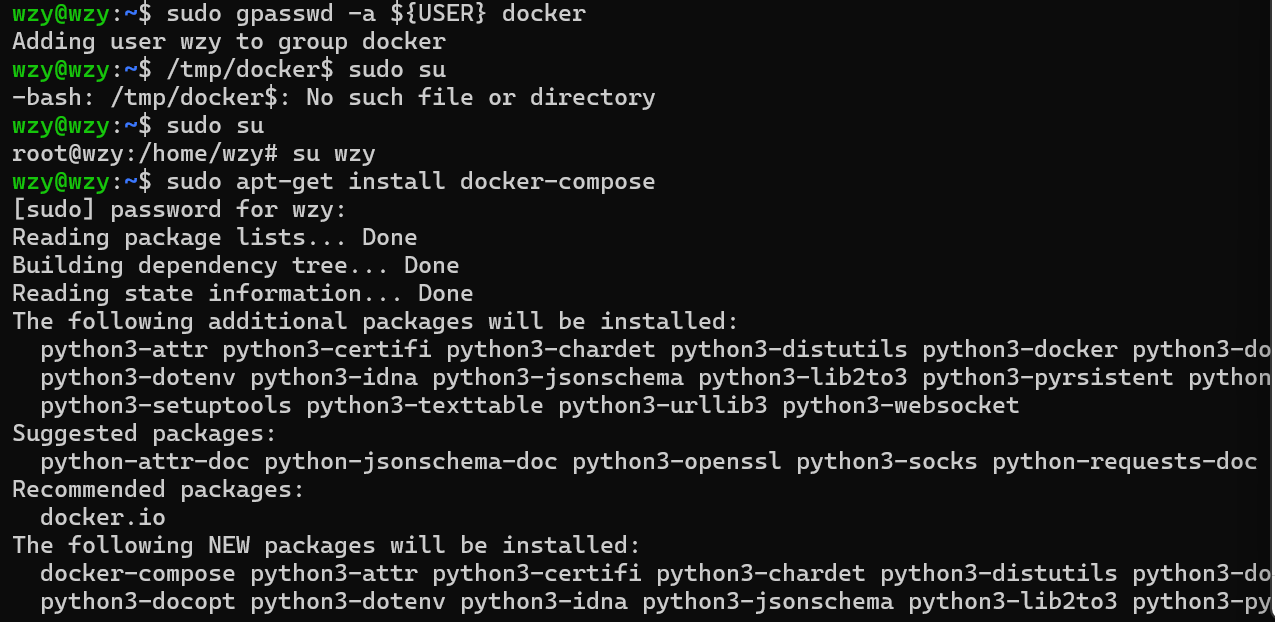 wzy@wzy:~$ sudo gpasswd -a ${USER} docker
Adding user wzy to group docker
wzy@wzy:~$ /tmp/docker$ sudo su
-bash: /tmp/docker$: No such file or directory
wzy@wzy:~$ sudo su
root@wzy:/home/wzy# su wzy
wzy@wzy:~$ sudo apt-get install docker-compose
[sudo] password for wzy:
Reading package lists... Done
Building dependency tree... Done
Reading state information... Done
The following additional packages will be installed:
  python3-attr python3-certifi python3-chardet python3-distutils python3-docker python3-do
  python3-dotenv python3-idna python3-jsonschema python3-lib2to3 python3-pyrsistent python
  python3-setuptools python3-texttable python3-urllib3 python3-websocket
Suggested packages:
  python-attr-doc python-jsonschema-doc python3-openssl python3-socks python-requests-doc
Recommended packages:
  docker.io
The following NEW packages will be installed:
  docker-compose python3-attr python3-certifi python3-chardet python3-distutils python3-do
  python3-docopt python3-dotenv python3-idna python3-jsonschema python3-lib2to3 python3-py